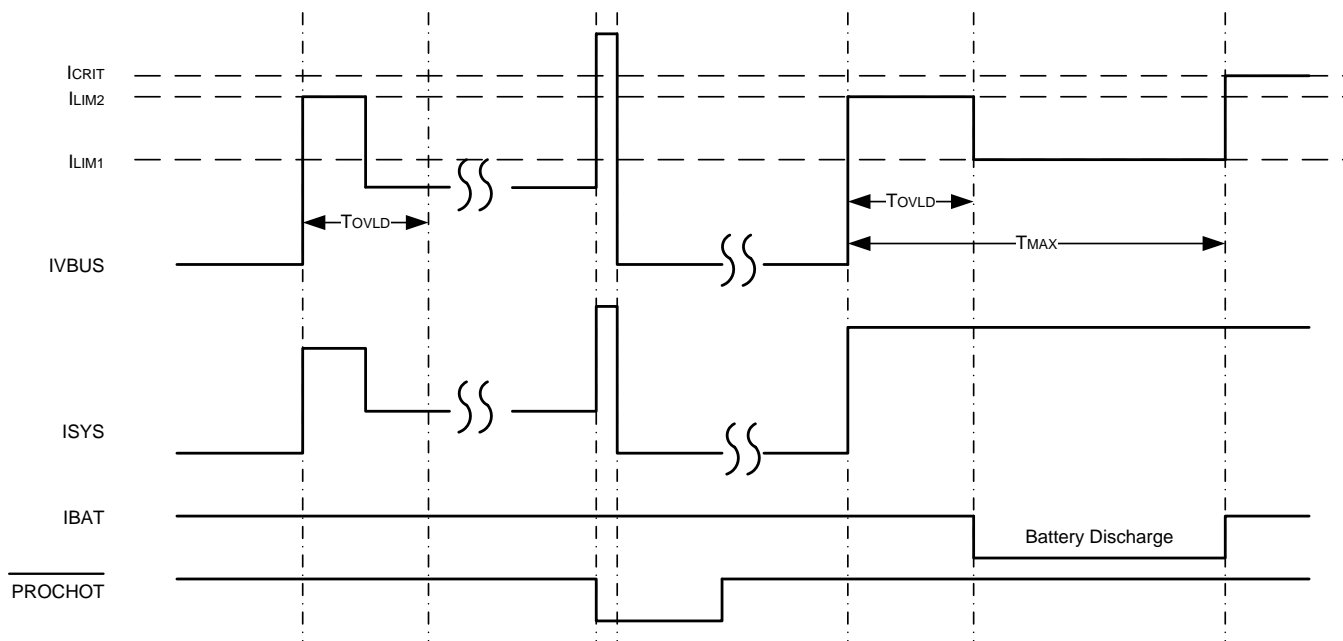 ICRIT
ILIM2
ILIM1
TOVLD
TOVLD
TMAX
IVBUS
ISYS
IBAT
Battery Discharge
PROCHOT